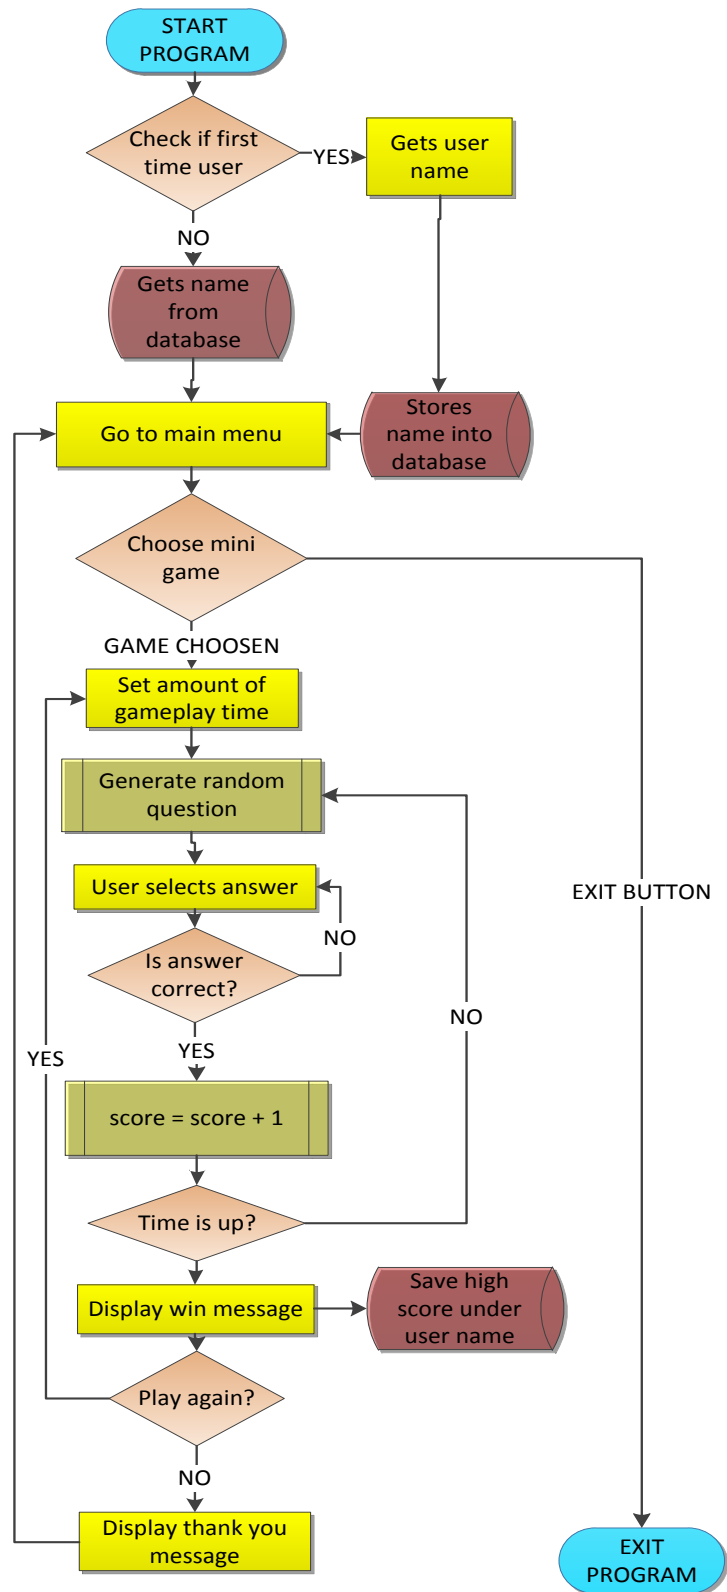 START
PROGRAM
Check if first
time user
YES
Gets user
name
NO
Gets name
from
database
Stores
name into
database
Go to main menu
Choose mini
game
GAME CHOOSEN
Set amount of
gameplay time
Generate random
question
User selects answer
EXIT BUTTON
NO
Is answer
correct?
NO
YES
YES
score = score + 1
Time is up?
Display win message
Save high
score under
user name
Play again?
NO
Display thank you
message
EXIT
PROGRAM